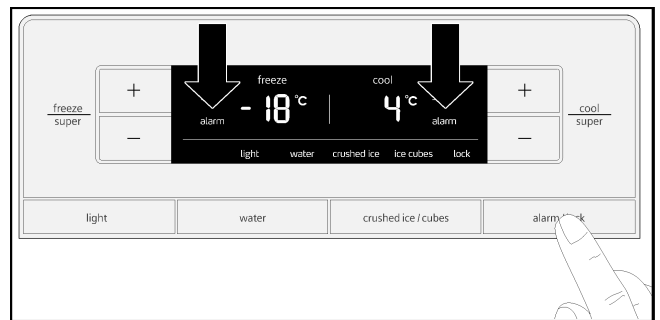 freeze
super
+
−
freeze
cool
alarm
-18 °C
4 °C
alarm
light water crushed ice ice cubes lock
+
−
cool
super
light
water
crushed ice / cubes
alarm